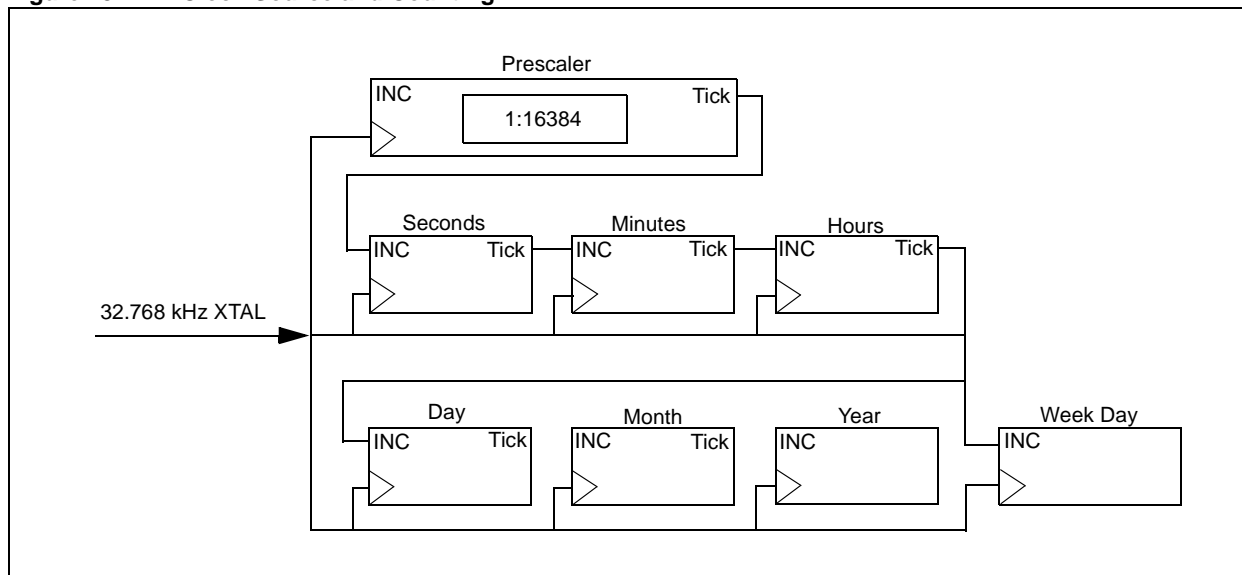 Prescaler
INC Tick
1:16384
Seconds Minutes Hours
INC Tick INC Tick INC Tick
32.768 kHz XTAL
Day Month Year Week Day
INC Tick INC Tick INC INC